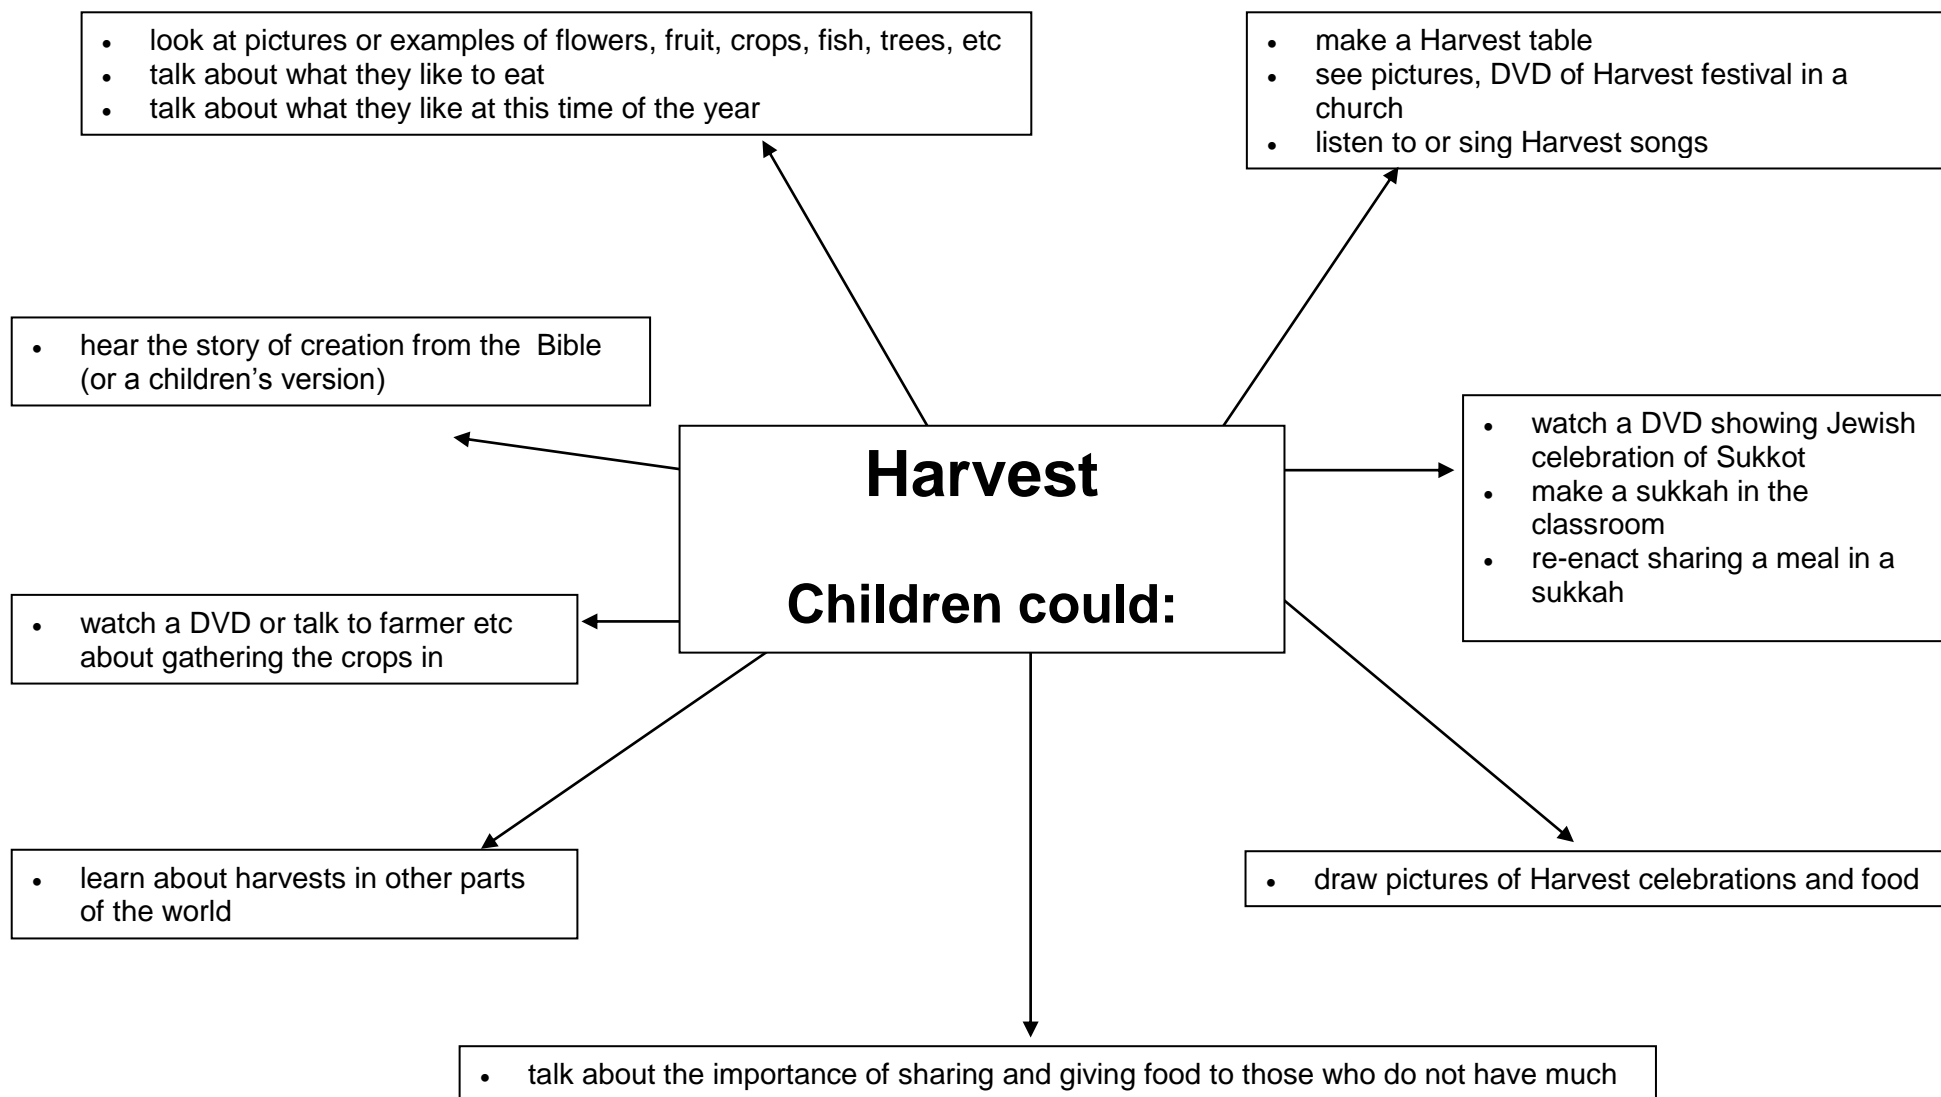 • look at pictures or examples of flowers, fruit, crops, fish, trees, etc
• talk about what they like to eat
• talk about what they like at this time of the year
• make a Harvest table
• see pictures, DVD of Harvest festival in a
church
• listen to or sing Harvest songs
• hear the story of creation from the Bible
(or a children’s version)
Harvest
Children could:
• watch a DVD showing Jewish
celebration of Sukkot
• make a sukkah in the
classroom
• re-enact sharing a meal in a
sukkah
• watch a DVD or talk to farmer etc
about gathering the crops in
• learn about harvests in other parts
of the world
• draw pictures of Harvest celebrations and food
• talk about the importance of sharing and giving food to those who do not have much